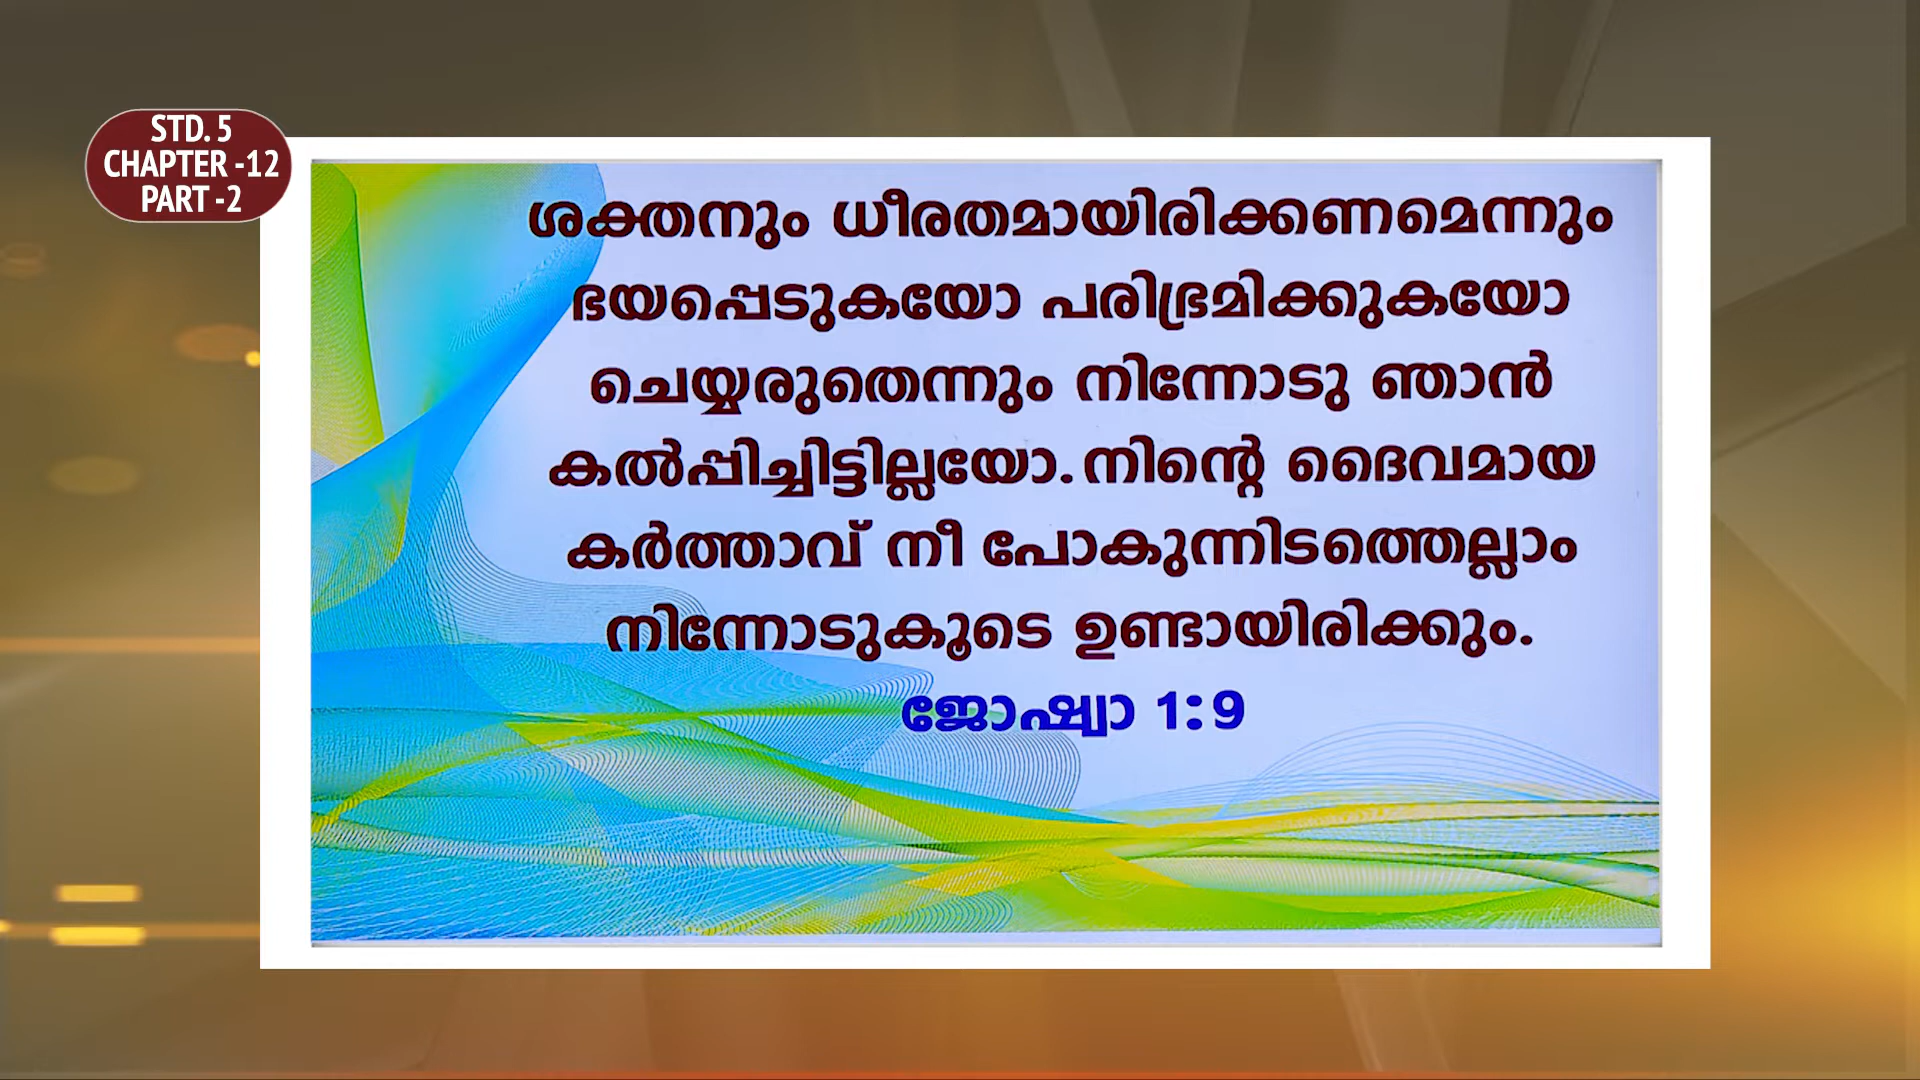 STD. 5
CHAPTER -12
PART -2
ശക്തനും ധീരതമായിരിക്കണമെന്നും
ഭയപ്പെടുകയോ പരിഭ്രമിക്കുകയോ
ചെയ്യരുതെന്നും നിന്നോടു ഞാൻ
കൽപ്പിച്ചിട്ടില്ലയോ.നിന്റെ ദൈവമായ
കർത്താവ് നീ പോകുന്നിടത്തെല്ലാം
നിന്നോടുകൂടെ ഉണ്ടായിരിക്കും.
ജോഷ്വാ 1:9